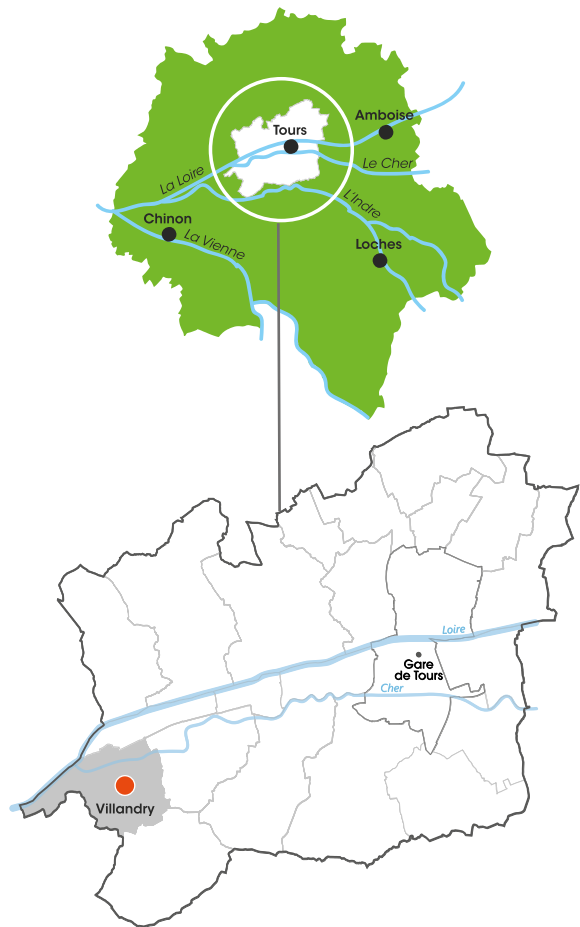 Amboise
Tours
Le Cher
La Loire
L'Indre
Chinon
La Vienne
Loches
Loire
Gare
de Tours
Cher
Villandry